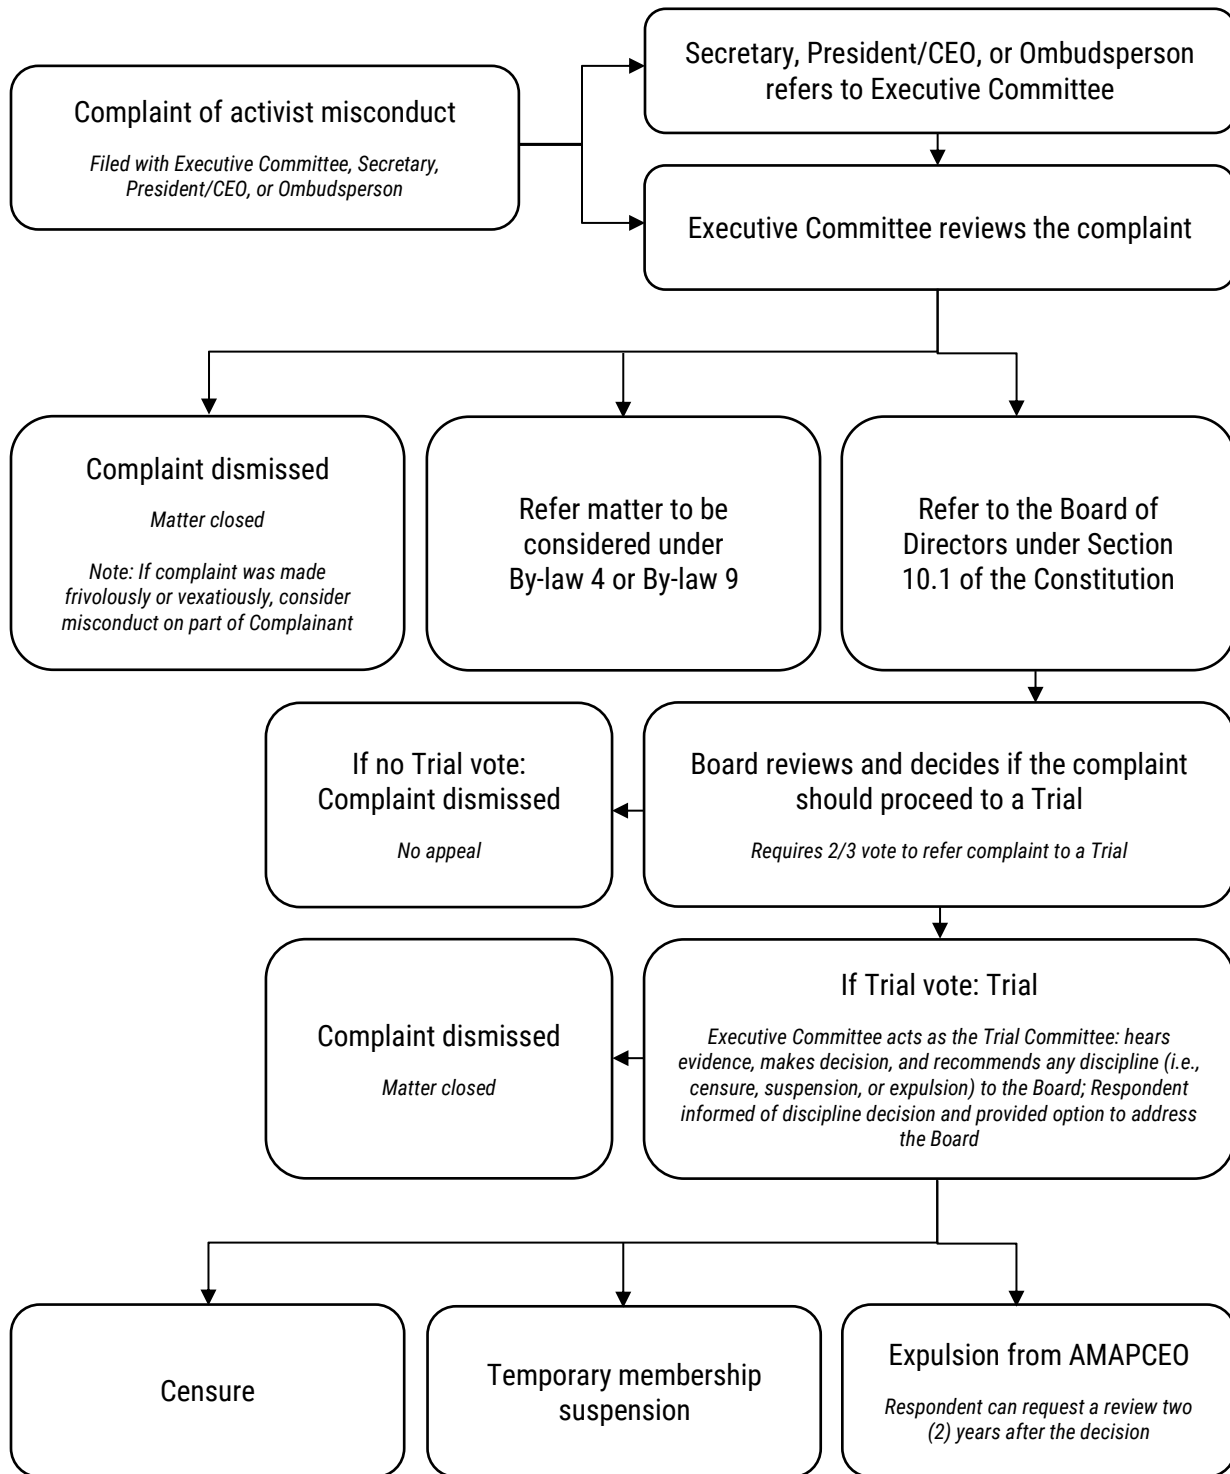 Complaint of activist misconduct
Filed with Executive Committee, Secretary,
President/CEO, or Ombudsperson
Secretary, President/CEO, or Ombudsperson
refers to Executive Committee
Executive Committee reviews the complaint
Complaint dismissed
Matter closed
Note: If complaint was made
frivolously or vexatiously, consider
misconduct on part of Complainant
Refer matter to be
considered under
By-law 4 or By-law 9
Refer to the Board of
Directors under Section
10.1 of the Constitution
If no Trial vote:
Complaint dismissed
No appeal
Board reviews and decides if the complaint
should proceed to a Trial
Requires 2/3 vote to refer complaint to a Trial
Complaint dismissed
Matter closed
If Trial vote: Trial
Executive Committee acts as the Trial Committee: hears
evidence, makes decision, and recommends any discipline (i.e.,
censure, suspension, or expulsion) to the Board; Respondent
informed of discipline decision and provided option to address
the Board
Censure
Temporary membership
suspension
Expulsion from AMAPCEO
Respondent can request a review two
(2) years after the decision